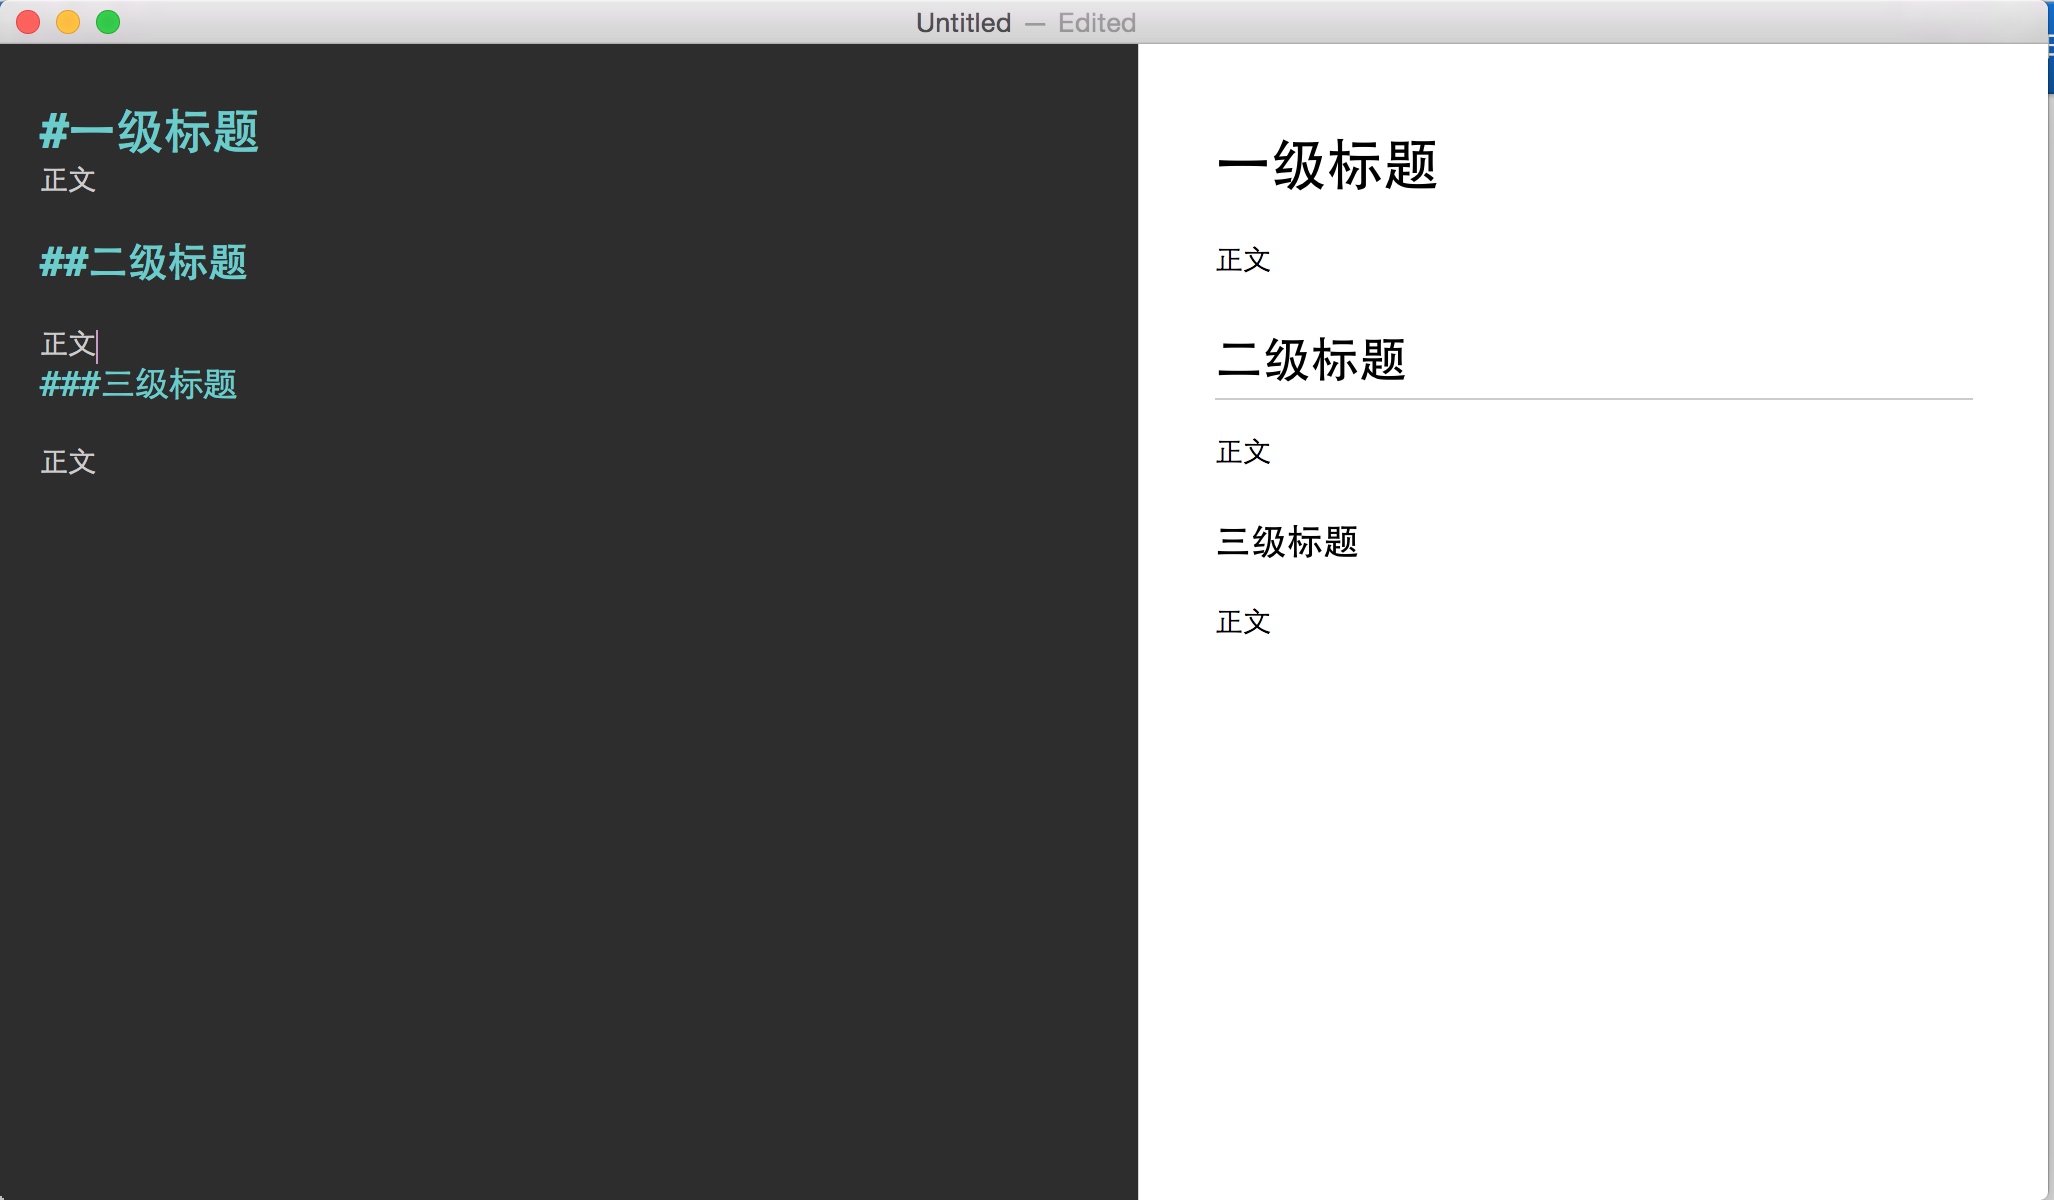 Untitled — Edited
#一级标题
正文
##二级标题
正文
###三级标题
正文
一级标题
正文
二级标题
正文
三级标题
正文